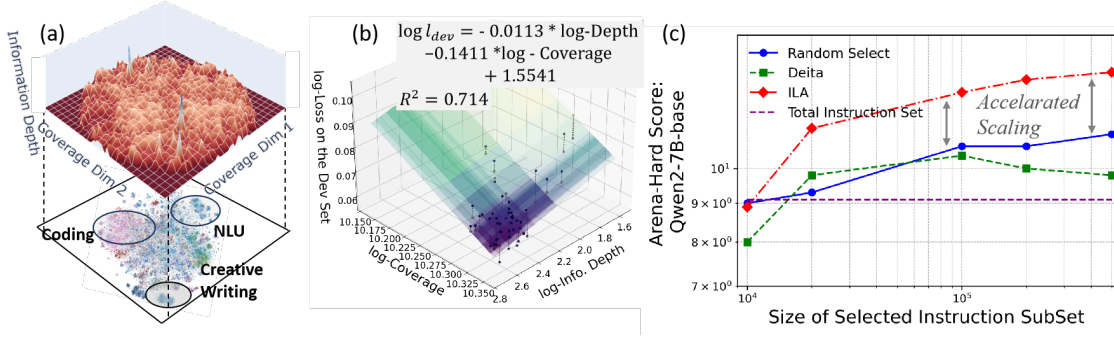 (a)
Information Depth
Coverage Dim 2
Coverage Dim 1
Coding
NLU
Creative
Writing
(b)
log l_dev = - 0.0113 * log-Depth
−0.1411 *log - Coverage
+ 1.5541
R² = 0.714
log-Loss on the Dev Set
0.10
0.09
0.08
0.07
0.06
10.150
10.175
10.200
10.225
10.250
10.275
10.300
10.325
10.350
log-Coverage
2.8
2.6
2.4
2.2
2.0
1.8
1.6
log-Info. Depth
(c)
Random Select
Deita
ILA
Total Instruction Set
Accelarated
Scaling
Arena-Hard Score:
Qwen2-7B-base
10¹
9 × 10⁰
8 × 10⁰
7 × 10⁰
10⁴
10⁵
Size of Selected Instruction SubSet